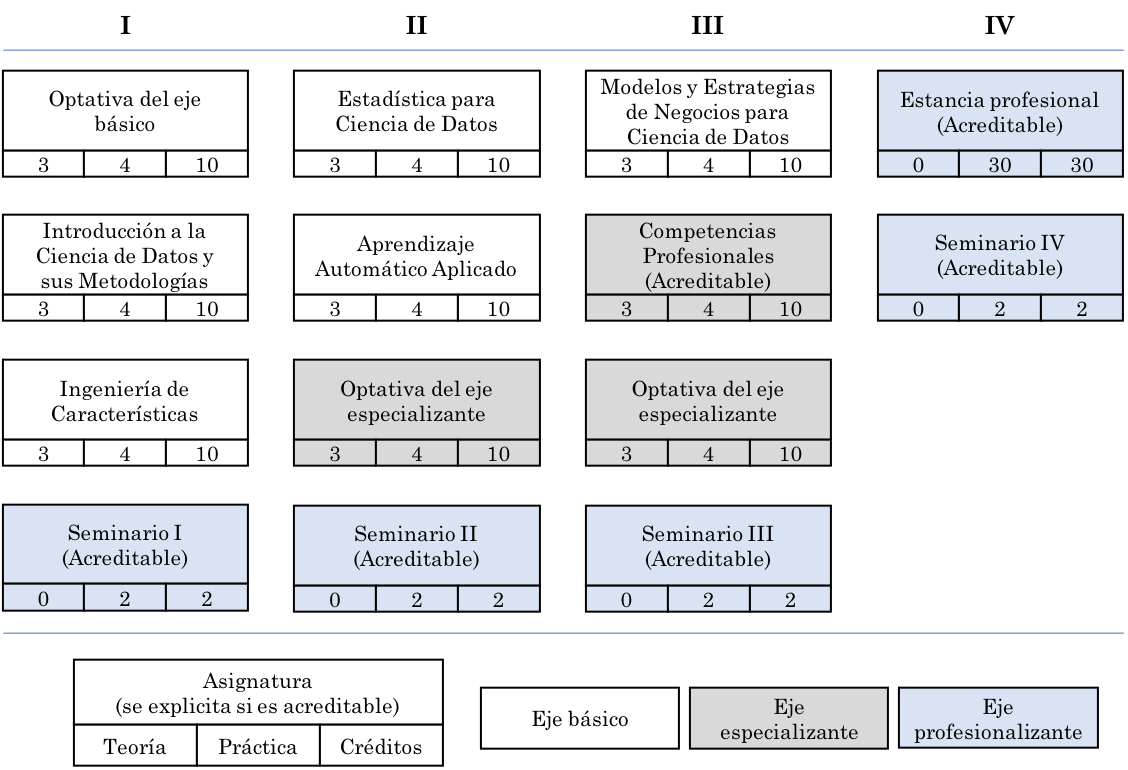 I
II
III
IV
Optativa del eje
básico
3 4 10
Estadística para
Ciencia de Datos
3 4 10
Modelos y Estrategias
de Negocios para
Ciencia de Datos
3 4 10
Estancia profesional
(Acreditable)
0 30 30
Introducción a la
Ciencia de Datos y
sus Metodologías
3 4 10
Aprendizaje
Automático Aplicado
3 4 10
Competencias
Profesionales
(Acreditable)
3 4 10
Seminario IV
(Acreditable)
0 2 2
Ingeniería de
Características
3 4 10
Optativa del eje
especializante
3 4 10
Optativa del eje
especializante
3 4 10
Seminario I
(Acreditable)
0 2 2
Seminario II
(Acreditable)
0 2 2
Seminario III
(Acreditable)
0 2 2
Asignatura
(se explicita si es acreditable)
Teoría Práctica Créditos
Eje básico
Eje
especializante
Eje
profesionalizante